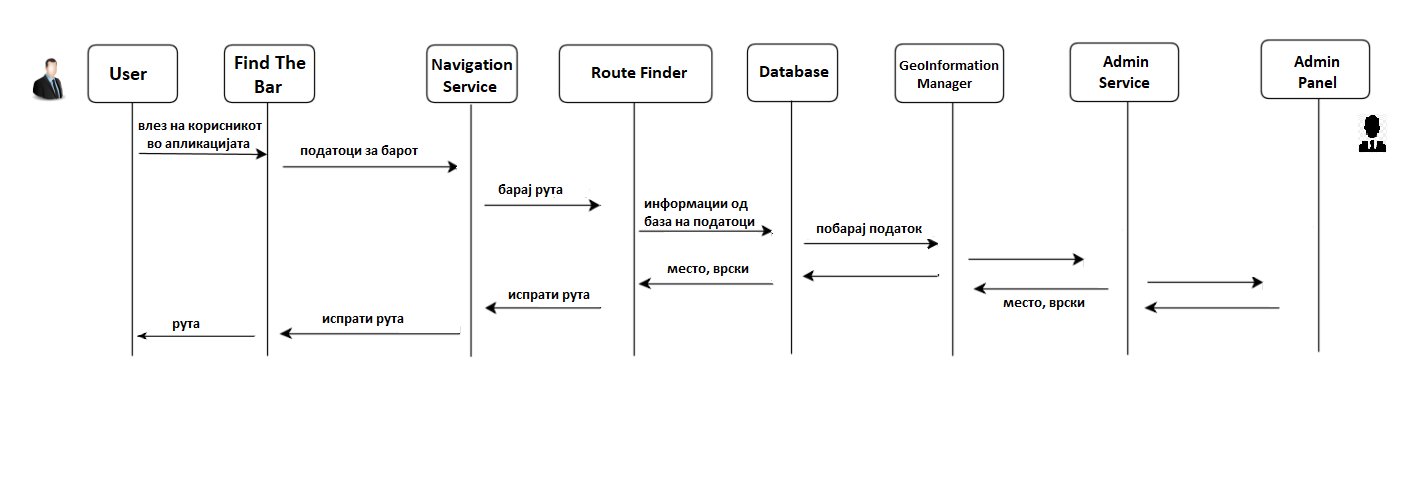 User
Find The
Bar
Navigation
Service
Route Finder
Database
GeoInformation
Manager
Admin
Service
Admin
Panel
влез на корисникот
во апликацијата
податоци за барот
барај рута
информации од
база на податоци
побарај податок
место, врски
место, врски
испрати рута
испрати рута
рута